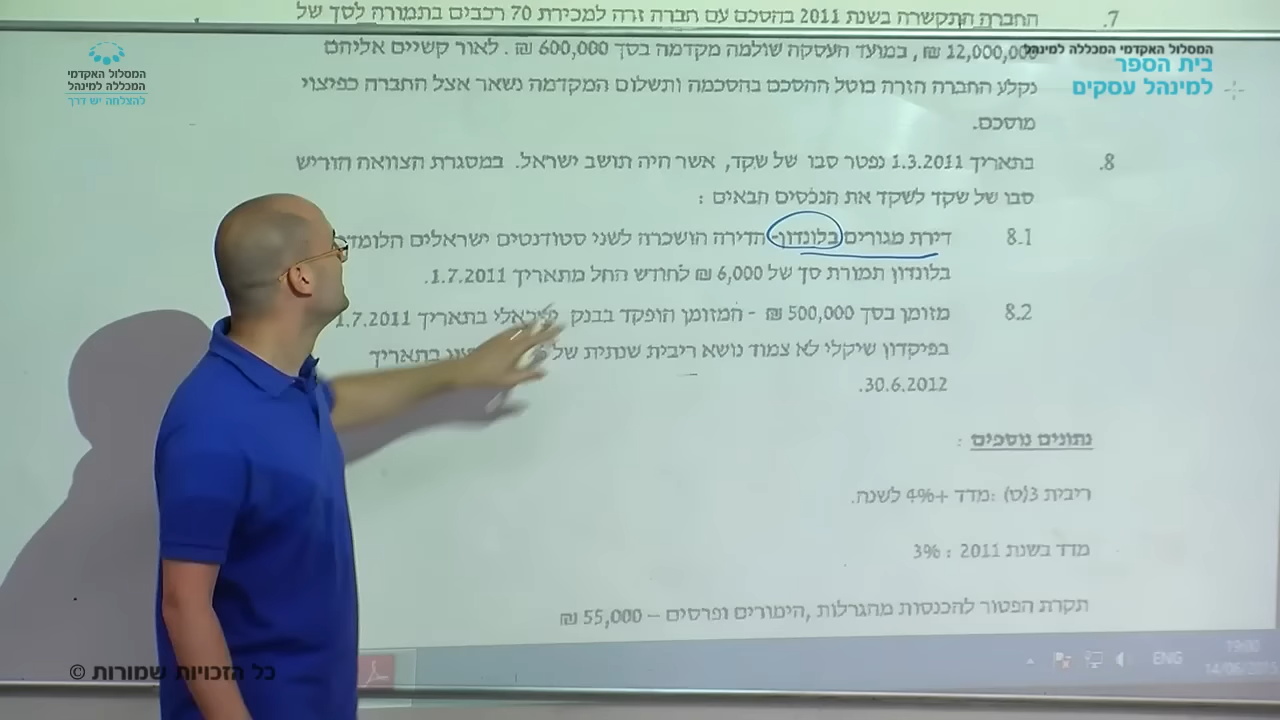 7. החברה התקשרה בשנת 2011 בהסכם עם חברה זרה למכירת 70 רכבים בתמורה לסך של
12,000,000 ₪, במועד העסקה שולמה מקדמה בסך 600,000 ₪. לאור קשיים אליהם
נקלע החברה הזרה בוטל ההסכם בהסכמה ותשלום המקדמה נשאר אצל החברה כפיצוי
מוסכם.
8. בתאריך 1.3.2011 נפטר סבו של שקד, אשר היה תושב ישראל. במסגרת הצוואה הוריש
סבו של שקד לשקד את הנכסים הבאים:
8.1 דירת מגורים בלונדון- הדירה הושכרה לשני סטודנטים ישראלים
בלונדון תמורת סך של 6,000 ₪ לחודש החל מתאריך 1.7.2011.
8.2 מזומן בסך 500,000 ₪ - המזומן הופקד בבנק ישראלי בתאריך 1.7.2011
בפיקדון שיקלי לא צמוד נושא ריבית שנתית של בתאריך
30.6.2012.
נתונים נוספים:
ריבית 3(ט): מדד +4% לשנה.
מדד בשנת 2011: 3%
תקרת הפטור להכנסות מהגרלות, הימורים ופרסים – 55,000 ₪
המסלול האקדמי המכללה למינהל
בית הספר
למינהל עסקים
המסלול האקדמי
המכללה למינהל
להצלחה יש דרך
© כל הזכויות שמורות
ENG
19:00
14/06/